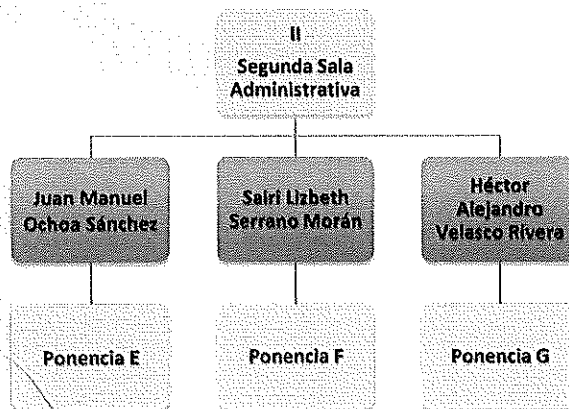 II
Segunda Sala
Administrativa
Juan Manuel
Ochoa Sánchez
Sairi Lizbeth
Serrano Morán
Héctor
Alejandro
Velasco Rivera
Ponencia E
Ponencia F
Ponencia G